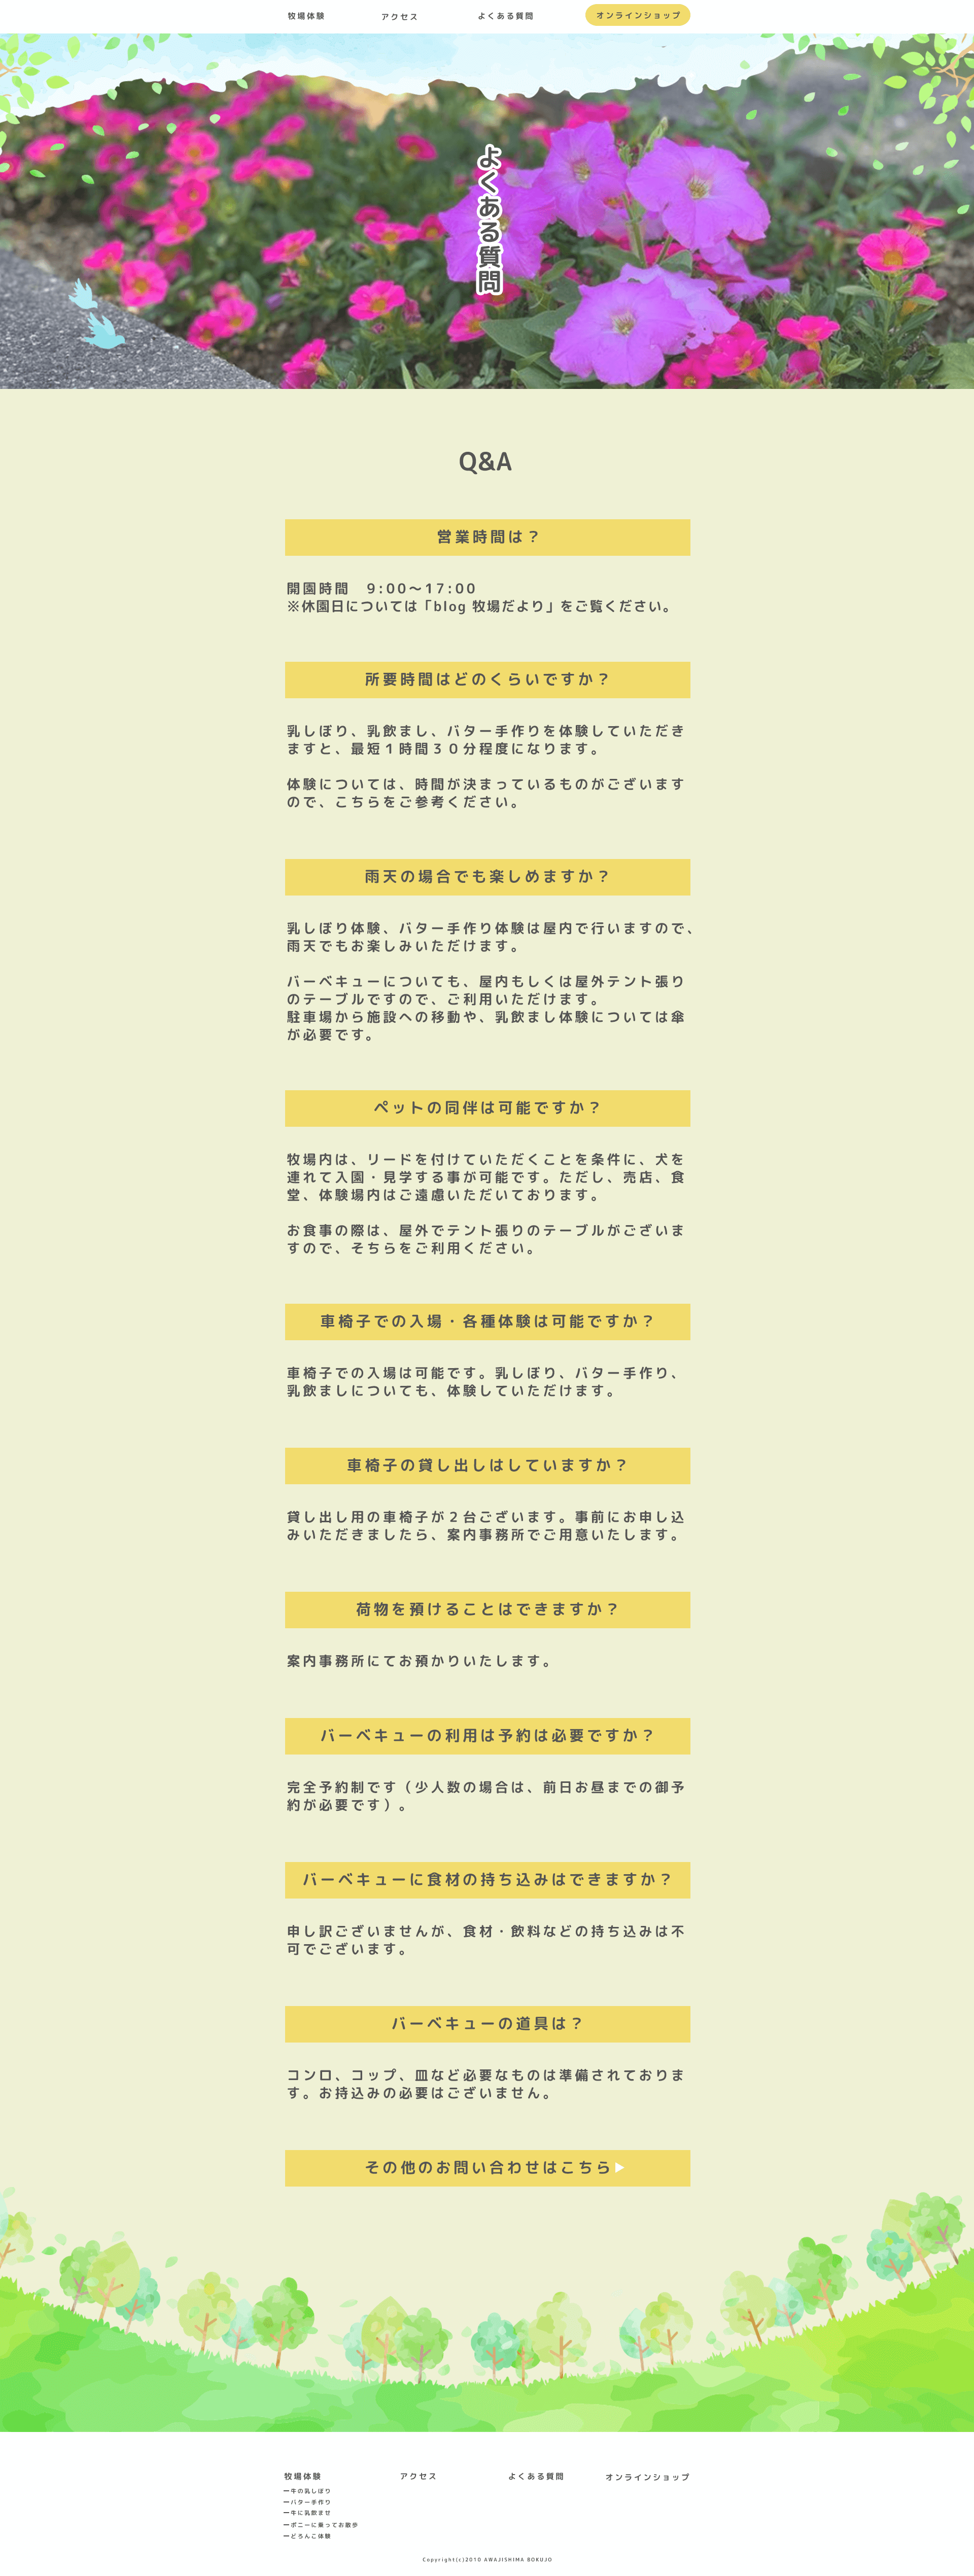 牧場体験
アクセス
よくある質問
オンラインショップ
よくある質問
Q&A
営業時間は？
開園時間　9:00〜17:00
※休園日については「blog 牧場だより」をご覧ください。
所要時間はどのくらいですか？
乳しぼり、乳飲まし、バター手作りを体験していただき
ますと、最短１時間３０分程度になります。
体験については、時間が決まっているものがございます
ので、こちらをご参考ください。
雨天の場合でも楽しめますか？
乳しぼり体験、バター手作り体験は屋内で行いますので、
雨天でもお楽しみいただけます。
バーベキューについても、屋内もしくは屋外テント張り
のテーブルですので、ご利用いただけます。
駐車場から施設への移動や、乳飲まし体験については傘
が必要です。
ペットの同伴は可能ですか？
牧場内は、リードを付けていただくことを条件に、犬を
連れて入園・見学する事が可能です。ただし、売店、食
堂、体験場内はご遠慮いただいております。
お食事の際は、屋外でテント張りのテーブルがございま
すので、そちらをご利用ください。
車椅子での入場・各種体験は可能ですか？
車椅子での入場は可能です。乳しぼり、バター手作り、
乳飲ましについても、体験していただけます。
車椅子の貸し出しはしていますか？
貸し出し用の車椅子が２台ございます。事前にお申し込
みいただきましたら、案内事務所でご用意いたします。
荷物を預けることはできますか？
案内事務所にてお預かりいたします。
バーベキューの利用は予約は必要ですか？
完全予約制です（少人数の場合は、前日お昼までの御予
約が必要です）。
バーベキューに食材の持ち込みはできますか？
申し訳ございませんが、食材・飲料などの持ち込みは不
可でございます。
バーベキューの道具は？
コンロ、コップ、皿など必要なものは準備されておりま
す。お持込みの必要はございません。
その他のお問い合わせはこちら▶
牧場体験
ー牛の乳しぼり
ーバター手作り
ー牛に乳飲ませ
ーポニーに乗ってお散歩
ーどろんこ体験
アクセス
よくある質問
オンラインショップ
Copyright(c)2010 AWAJISHIMA BOKUJO